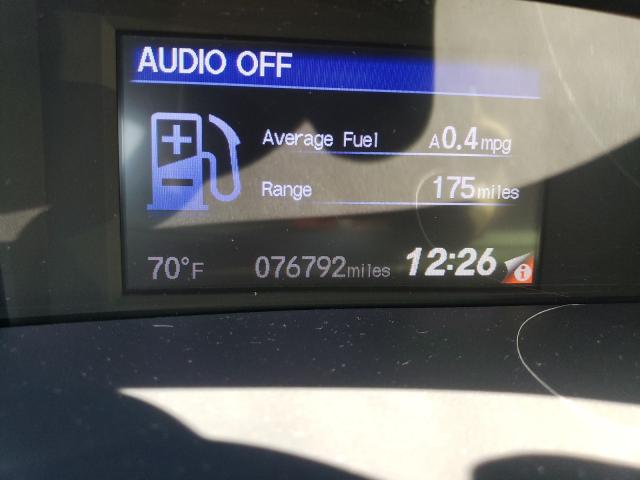 AUDIO OFF
Average Fuel A0.4mpg
Range 175miles
70°F 076792miles 12:26 i